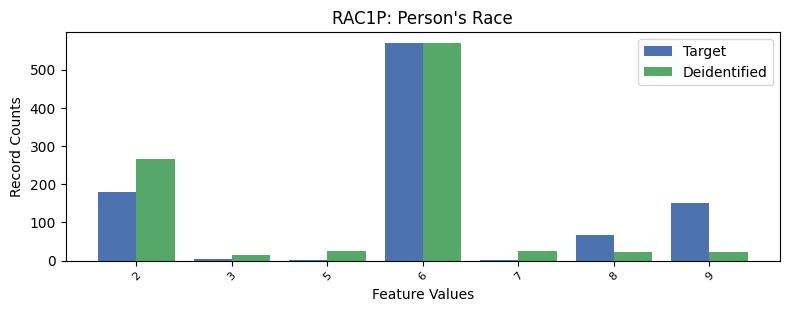 RAC1P: Person's Race
Target
Deidentified
Record Counts
500
400
300
200
100
0
2 3 5 6 7 8 9
Feature Values